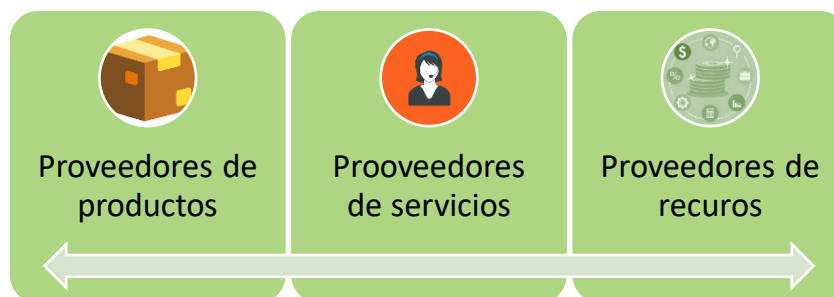 Proveedores de
productos
Prooveedores
de servicios
Proveedores de
recuros